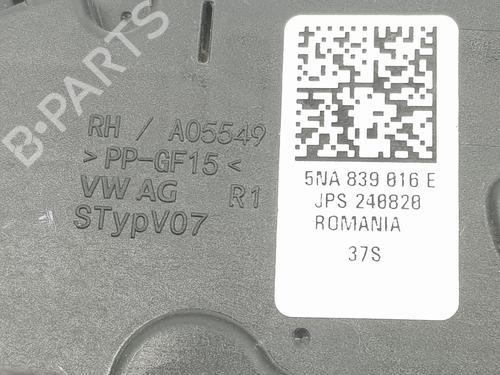 B-PARTS
RH / A05549
>PP-GF15<
VW AG R1
STypV07
5NA 839 016 E
JPS 240820
ROMANIA
37S